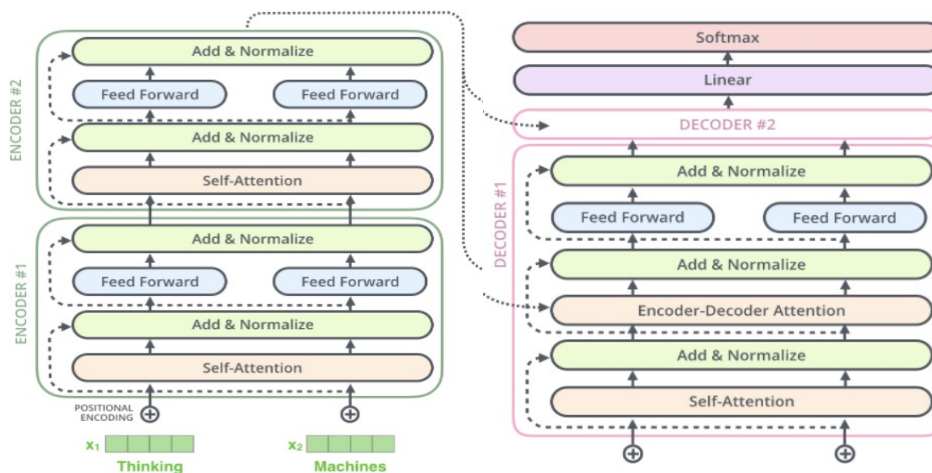 ENCODER #2
Add & Normalize
Feed Forward Feed Forward
Add & Normalize
Self-Attention
ENCODER #1
Add & Normalize
Feed Forward Feed Forward
Add & Normalize
Self-Attention
POSITIONAL
ENCODING
x₁ x₂
Thinking Machines
Softmax
Linear
DECODER #2
DECODER #1
Add & Normalize
Feed Forward Feed Forward
Add & Normalize
Encoder-Decoder Attention
Add & Normalize
Self-Attention